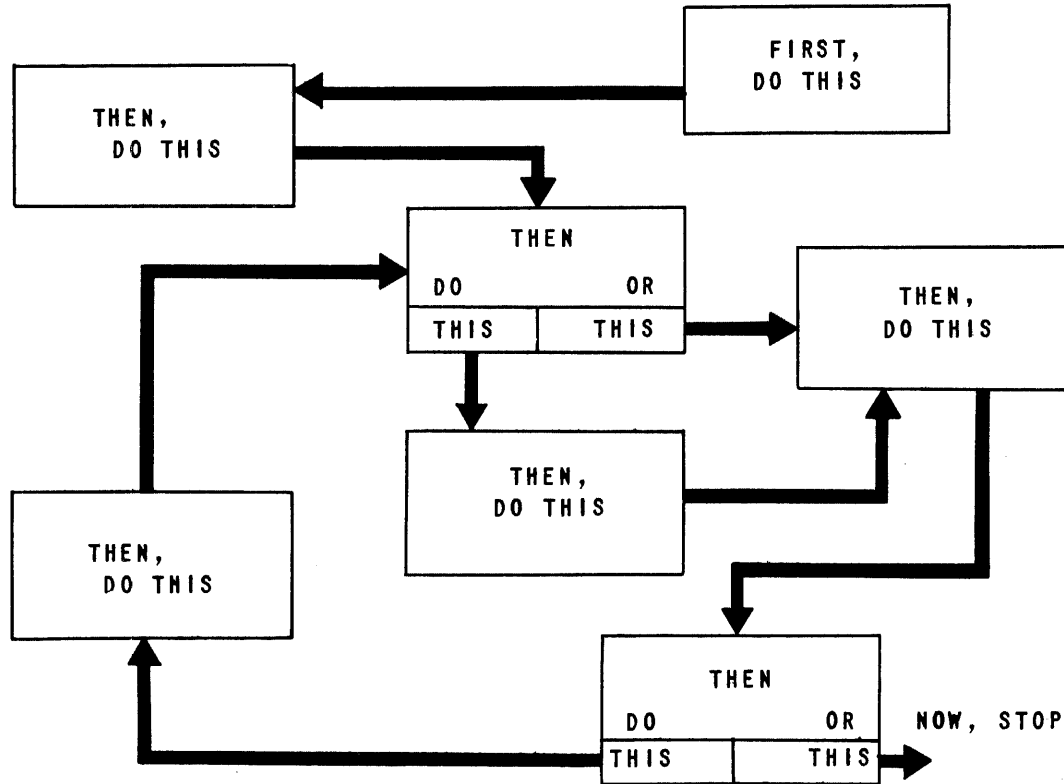 FIRST,
DO THIS
THEN,
DO THIS
THEN
DO OR
THIS THIS
THEN,
DO THIS
THEN,
DO THIS
THEN,
DO THIS
THEN
DO OR
THIS THIS
NOW, STOP